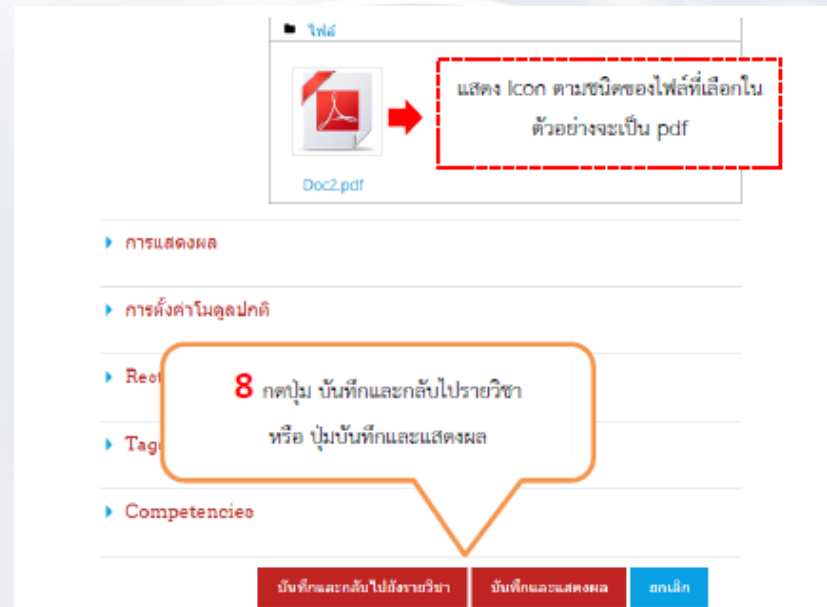 ไฟล์
แสดง Icon ตามชนิดของไฟล์ที่เลือกใน
ตัวอย่างจะเป็น pdf
Doc2.pdf
การแสดงผล
การตั้งค่าโมดูลปกติ
8 กดปุ่ม บันทึกและกลับไปรายวิชา
หรือ ปุ่มบันทึกและแสดงผล
Competencies
บันทึกและกลับไปยังรายวิชา บันทึกและแสดงผล ยกเลิก